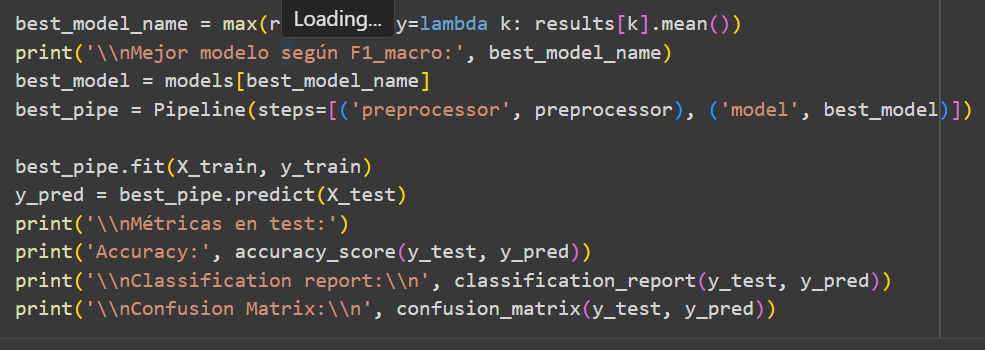 best_model_name = max(r Loading... y=lambda k: results[k].mean())
print('\\nMejor modelo según F1_macro:', best_model_name)
best_model = models[best_model_name]
best_pipe = Pipeline(steps=[('preprocessor', preprocessor), ('model', best_model)])
best_pipe.fit(X_train, y_train)
y_pred = best_pipe.predict(X_test)
print('\\nMétricas en test:')
print('Accuracy:', accuracy_score(y_test, y_pred))
print('\\nClassification report:\\n', classification_report(y_test, y_pred))
print('\\nConfusion Matrix:\\n', confusion_matrix(y_test, y_pred))